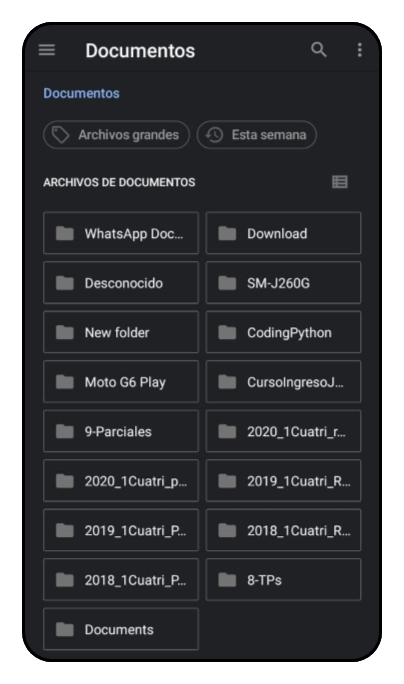 Documentos
Documentos
Archivos grandes
Esta semana
ARCHIVOS DE DOCUMENTOS
WhatsApp Doc...
Download
Desconocido
SM-J260G
New folder
CodingPython
Moto G6 Play
CursoIngresoJ...
9-Parciales
2020_1Cuatri_r...
2020_1Cuatri_p...
2019_1Cuatri_R...
2019_1Cuatri_P...
2018_1Cuatri_R...
2018_1Cuatri_P...
8-TPs
Documents